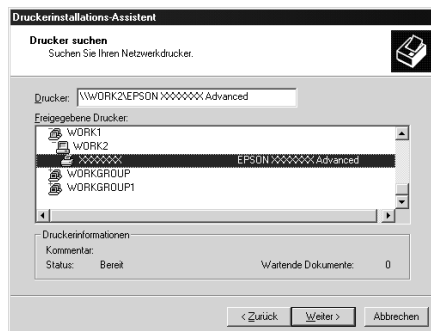 Druckerinstallations-Assistent
Drucker suchen
Suchen Sie Ihren Netzwerkdrucker.
Drucker: \\WORK2\EPSON XXXXXX Advanced
Freigegebene Drucker:
WORK1
WORK2
XXXXXX EPSON XXXXXX Advanced
WORKGROUP
WORKGROUP1
Druckerinformationen
Kommentar:
Status: Bereit Wartende Dokumente: 0
< Zurück Weiter > Abbrechen